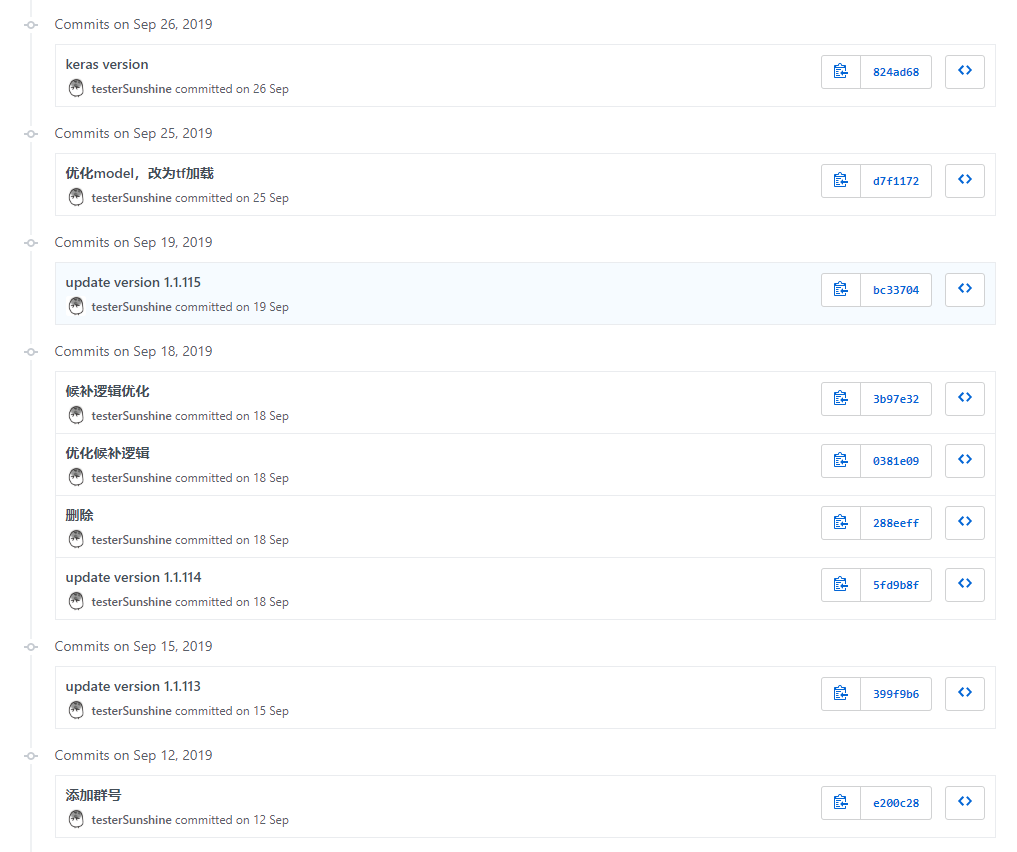 Commits on Sep 26, 2019
keras version
824ad68
testerSunshine committed on 26 Sep
Commits on Sep 25, 2019
优化model，改为tf加载
d7f1172
testerSunshine committed on 25 Sep
Commits on Sep 19, 2019
update version 1.1.115
bc33704
testerSunshine committed on 19 Sep
Commits on Sep 18, 2019
候补逻辑优化
3b97e32
testerSunshine committed on 18 Sep
优化候补逻辑
0381e09
testerSunshine committed on 18 Sep
删除
288eeff
testerSunshine committed on 18 Sep
update version 1.1.114
5fd9b8f
testerSunshine committed on 18 Sep
Commits on Sep 15, 2019
update version 1.1.113
399f9b6
testerSunshine committed on 15 Sep
Commits on Sep 12, 2019
添加群号
e200c28
testerSunshine committed on 12 Sep